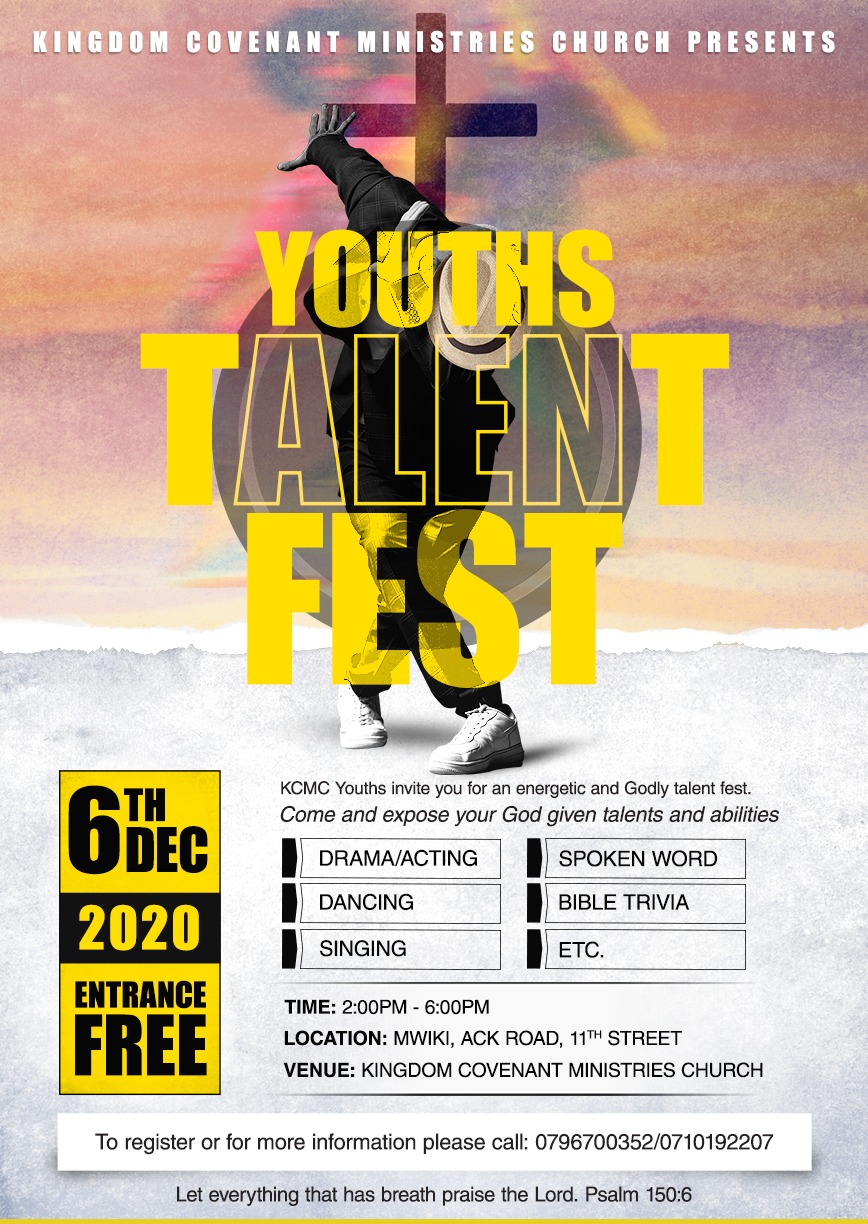 KINGDOM COVENANT MINISTRIES CHURCH PRESENTS
YOUTHS
TALENT
FEST
6TH
DEC
2020
ENTRANCE
FREE
KCMC Youths invite you for an energetic and Godly talent fest.
Come and expose your God given talents and abilities
DRAMA/ACTING
SPOKEN WORD
DANCING
BIBLE TRIVIA
SINGING
ETC.
TIME: 2:00PM - 6:00PM
LOCATION: MWIKI, ACK ROAD, 11TH STREET
VENUE: KINGDOM COVENANT MINISTRIES CHURCH
To register or for more information please call: 0796700352/0710192207
Let everything that has breath praise the Lord. Psalm 150:6